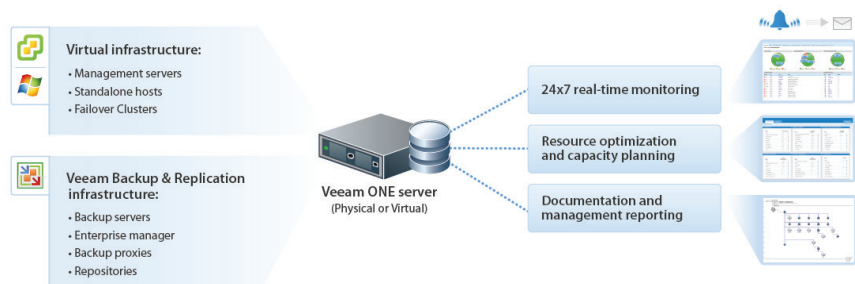 Virtual infrastructure:
• Management servers
• Standalone hosts
• Failover Clusters
Veeam Backup & Replication
infrastructure:
• Backup servers
• Enterprise manager
• Backup proxies
• Repositories
Veeam ONE server
(Physical or Virtual)
24x7 real-time monitoring
Resource optimization
and capacity planning
Documentation and
management reporting